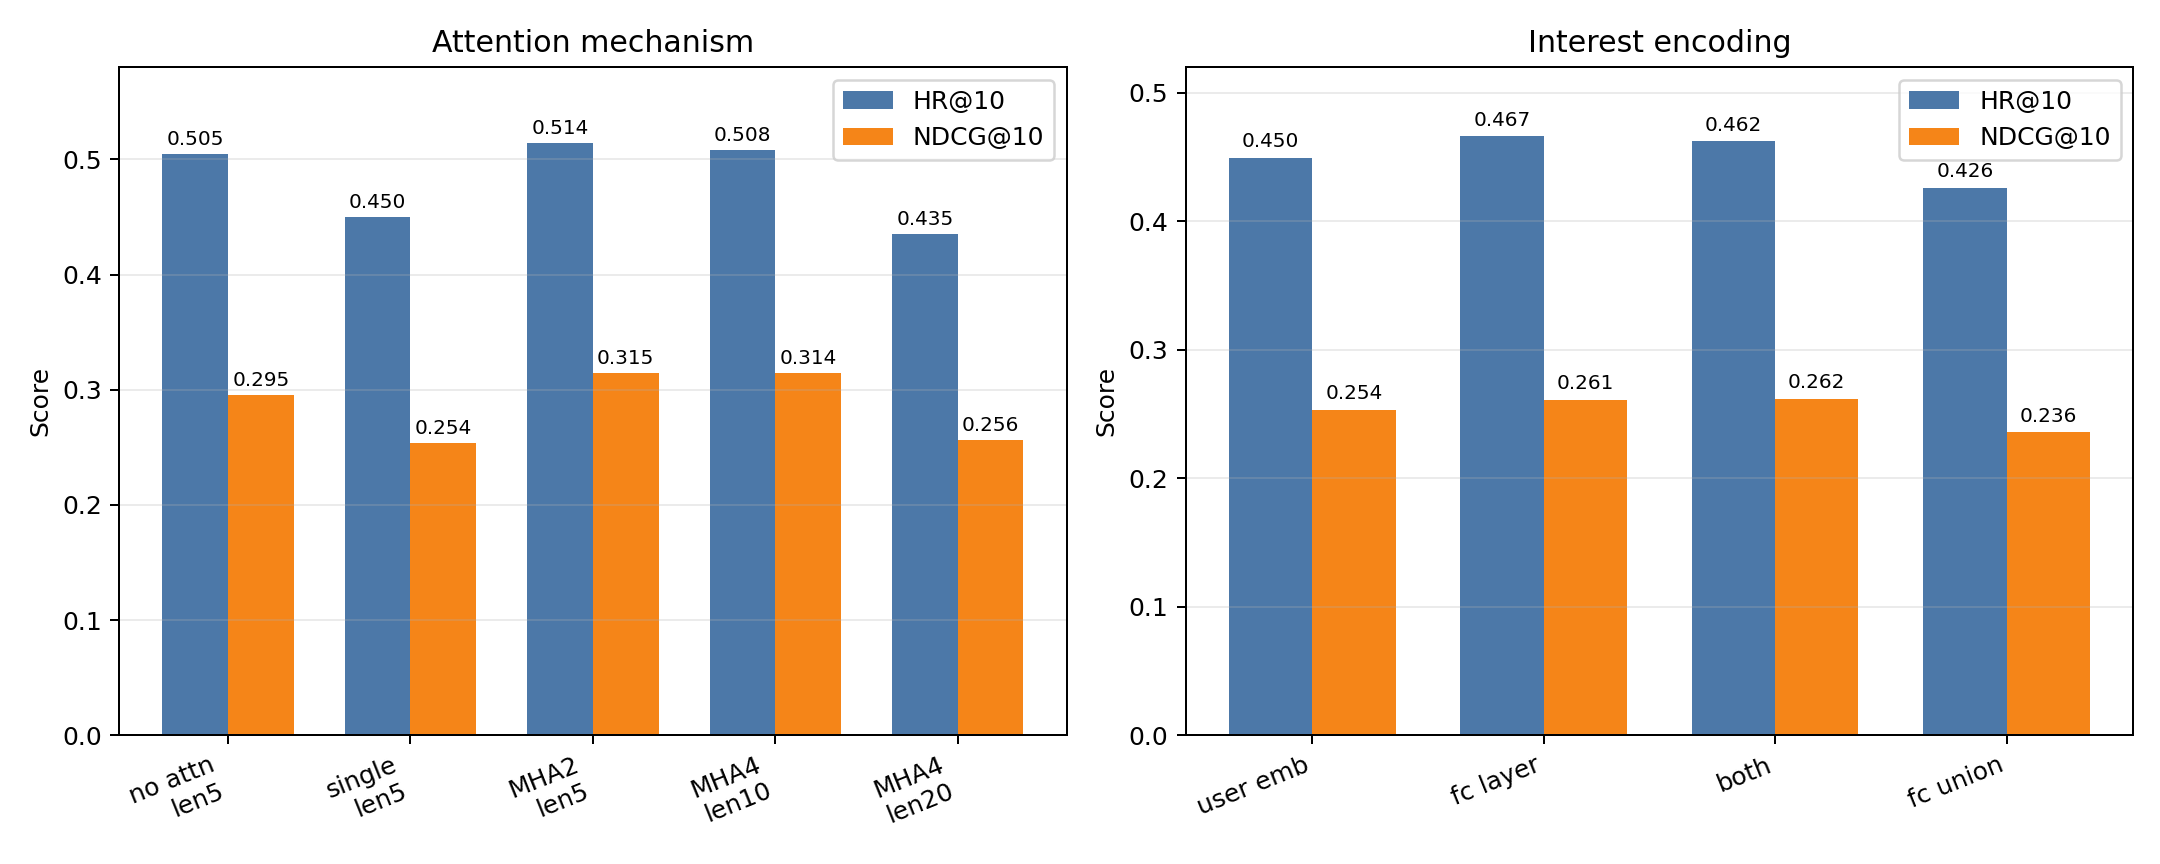 Attention mechanism
HR@10
NDCG@10
0.505
0.295
0.450
0.254
0.514
0.315
0.508
0.314
0.435
0.256
0.5
0.4
0.3
0.2
0.1
0.0
Score
no attn
len5
single
len5
MHA2
len5
MHA4
len10
MHA4
len20
Interest encoding
HR@10
NDCG@10
0.450
0.254
0.467
0.261
0.462
0.262
0.426
0.236
0.5
0.4
0.3
0.2
0.1
0.0
Score
user emb
fc layer
both
fc union